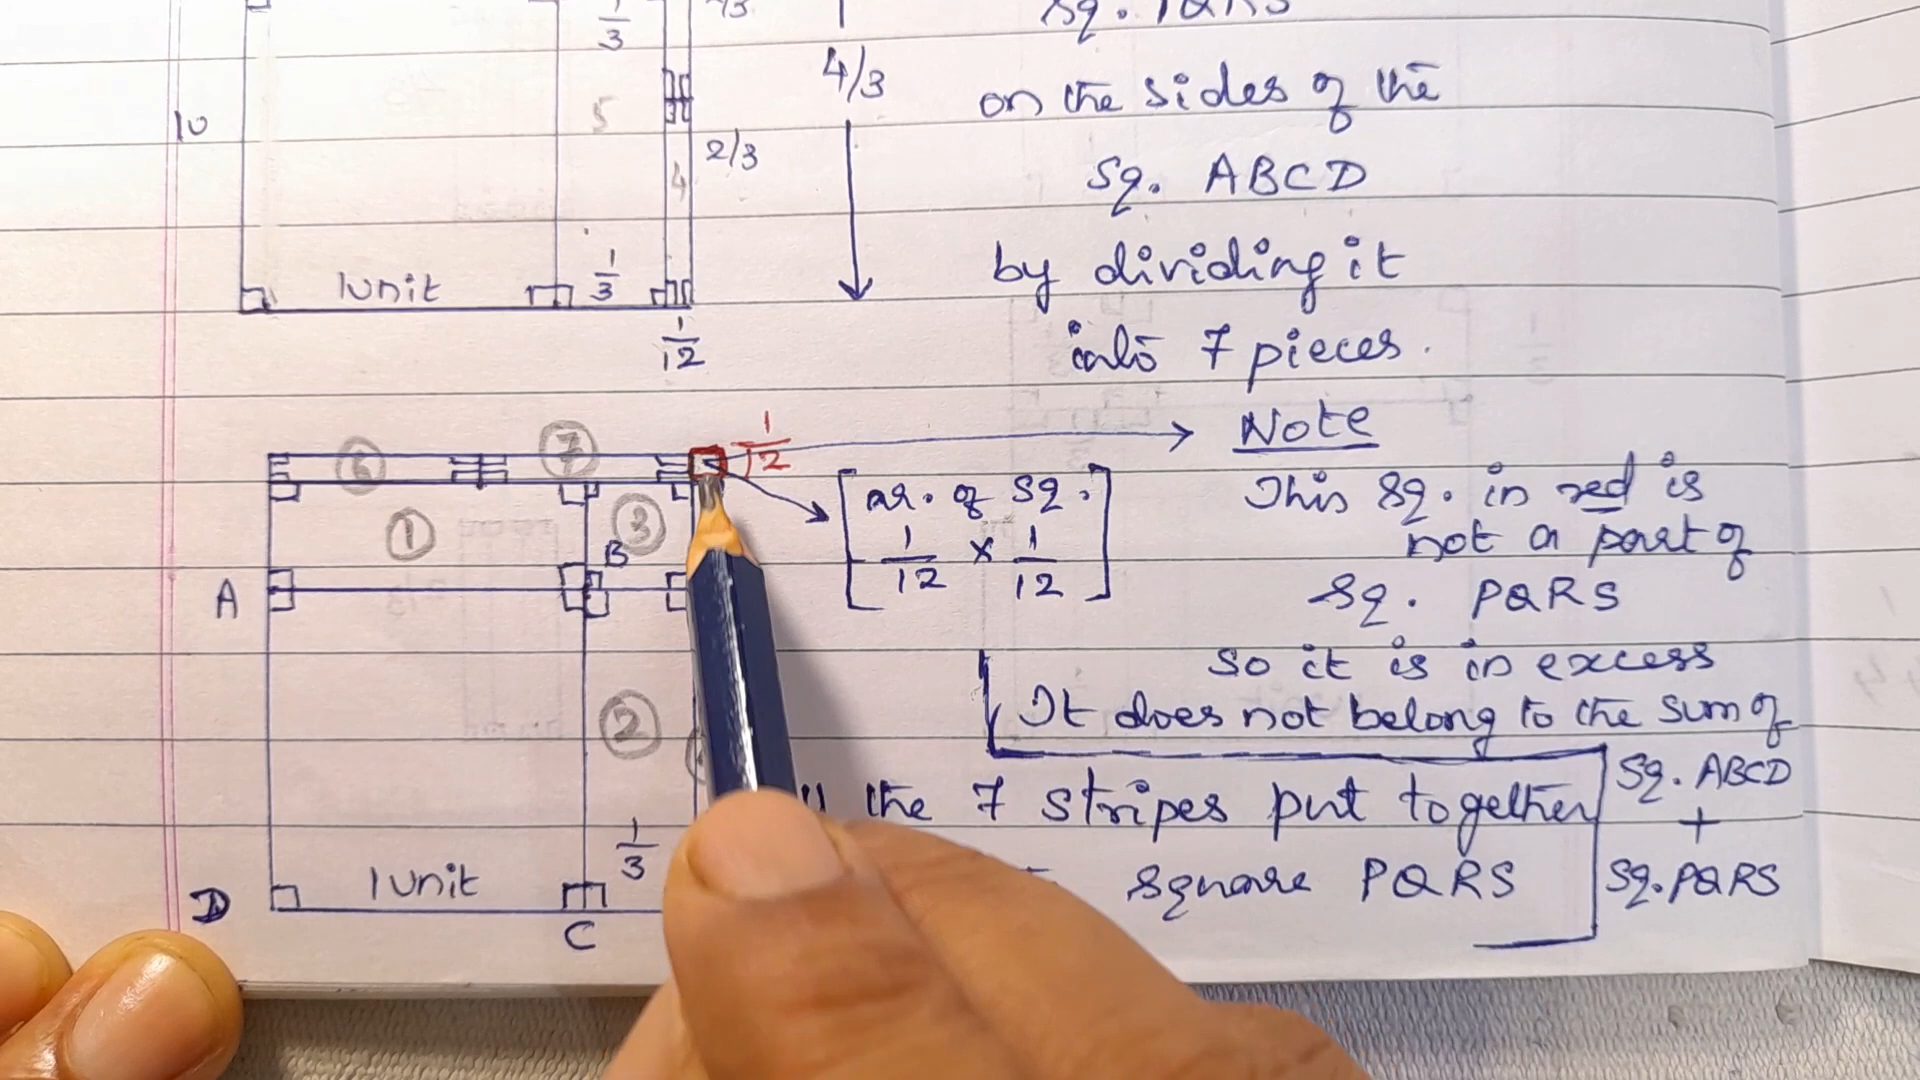 1/3
10
5
4
2/3
4/3
1unit
1/3
1/12
Sq. PQRS
on the sides of the
Sq. ABCD
by dividing it
into 7 pieces.
6
7
1/12
1
3
B
A
2
1/3
D
1Unit
C
[ar. of Sq.
1/12 × 1/12]
Note
This Sq. in red is
not a part of
Sq. PQRS
so it is in excess
It does not belong to the sum of
Sq. ABCD
+
Sq. PQRS
the 7 stripes put together
square PQRS